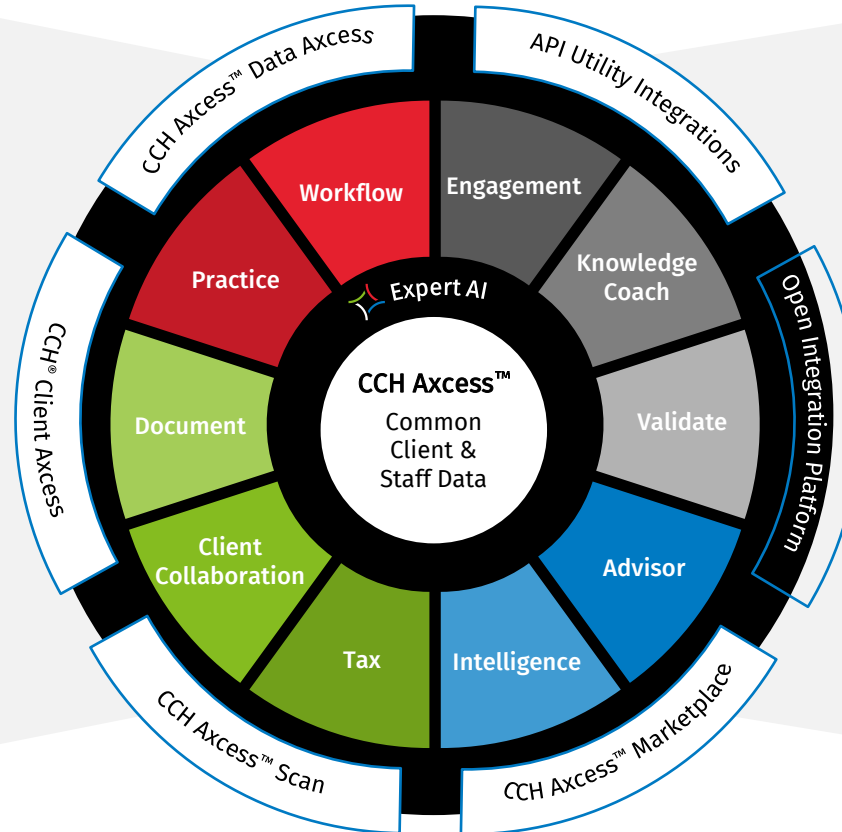 CCH Axcess™ Data Axcess
API Utility Integrations
Open Integration Platform
CCH Axcess™ Marketplace
CCH Axcess™ Scan
CCH® Client Axcess
Workflow
Engagement
Knowledge
Coach
Validate
Advisor
Intelligence
Tax
Client
Collaboration
Document
Practice
Expert AI
CCH Axcess™
Common
Client &
Staff Data